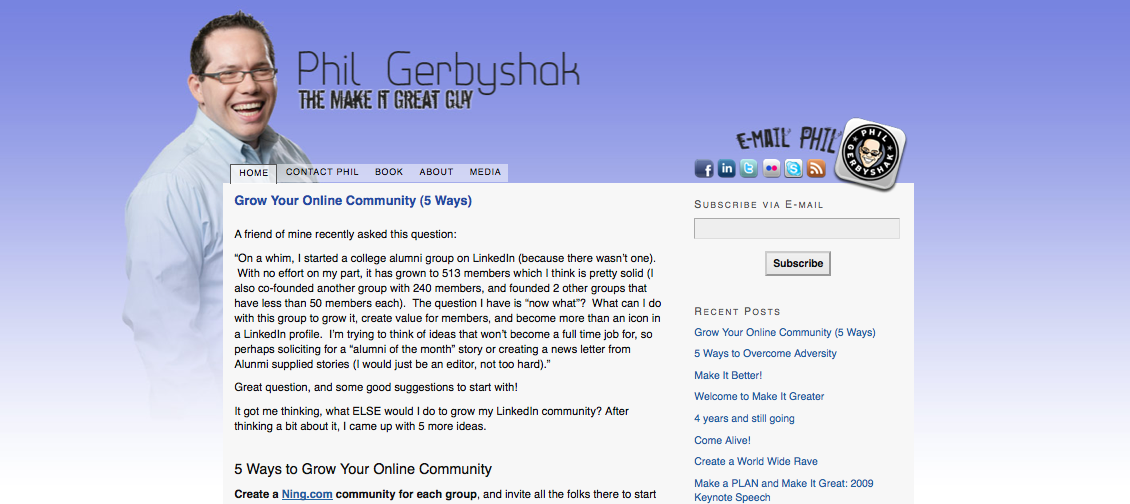 Phil Gerbyshak
THE MAKE IT GREAT GUY
E-MAIL PHIL
PHIL
GERBYSHAK
HOME CONTACT PHIL BOOK ABOUT MEDIA
Grow Your Online Community (5 Ways)
A friend of mine recently asked this question:
“On a whim, I started a college alumni group on LinkedIn (because there wasn’t one).
With no effort on my part, it has grown to 513 members which I think is pretty solid (I
also co-founded another group with 240 members, and founded 2 other groups that
have less than 50 members each).  The question I have is “now what”?  What can I do
with this group to grow it, create value for members, and become more than an icon in
a LinkedIn profile.  I’m trying to think of ideas that won’t become a full time job for, so
perhaps soliciting for a “alumni of the month” story or creating a news letter from
Alunmi supplied stories (I would just be an editor, not too hard).”
Great question, and some good suggestions to start with!
It got me thinking, what ELSE would I do to grow my LinkedIn community? After
thinking a bit about it, I came up with 5 more ideas.
5 Ways to Grow Your Online Community
Create a Ning.com community for each group, and invite all the folks there to start
Subscribe via E-mail
Subscribe
Recent Posts
Grow Your Online Community (5 Ways)
5 Ways to Overcome Adversity
Make It Better!
Welcome to Make It Greater
4 years and still going
Come Alive!
Create a World Wide Rave
Make a PLAN and Make It Great: 2009
Keynote Speech